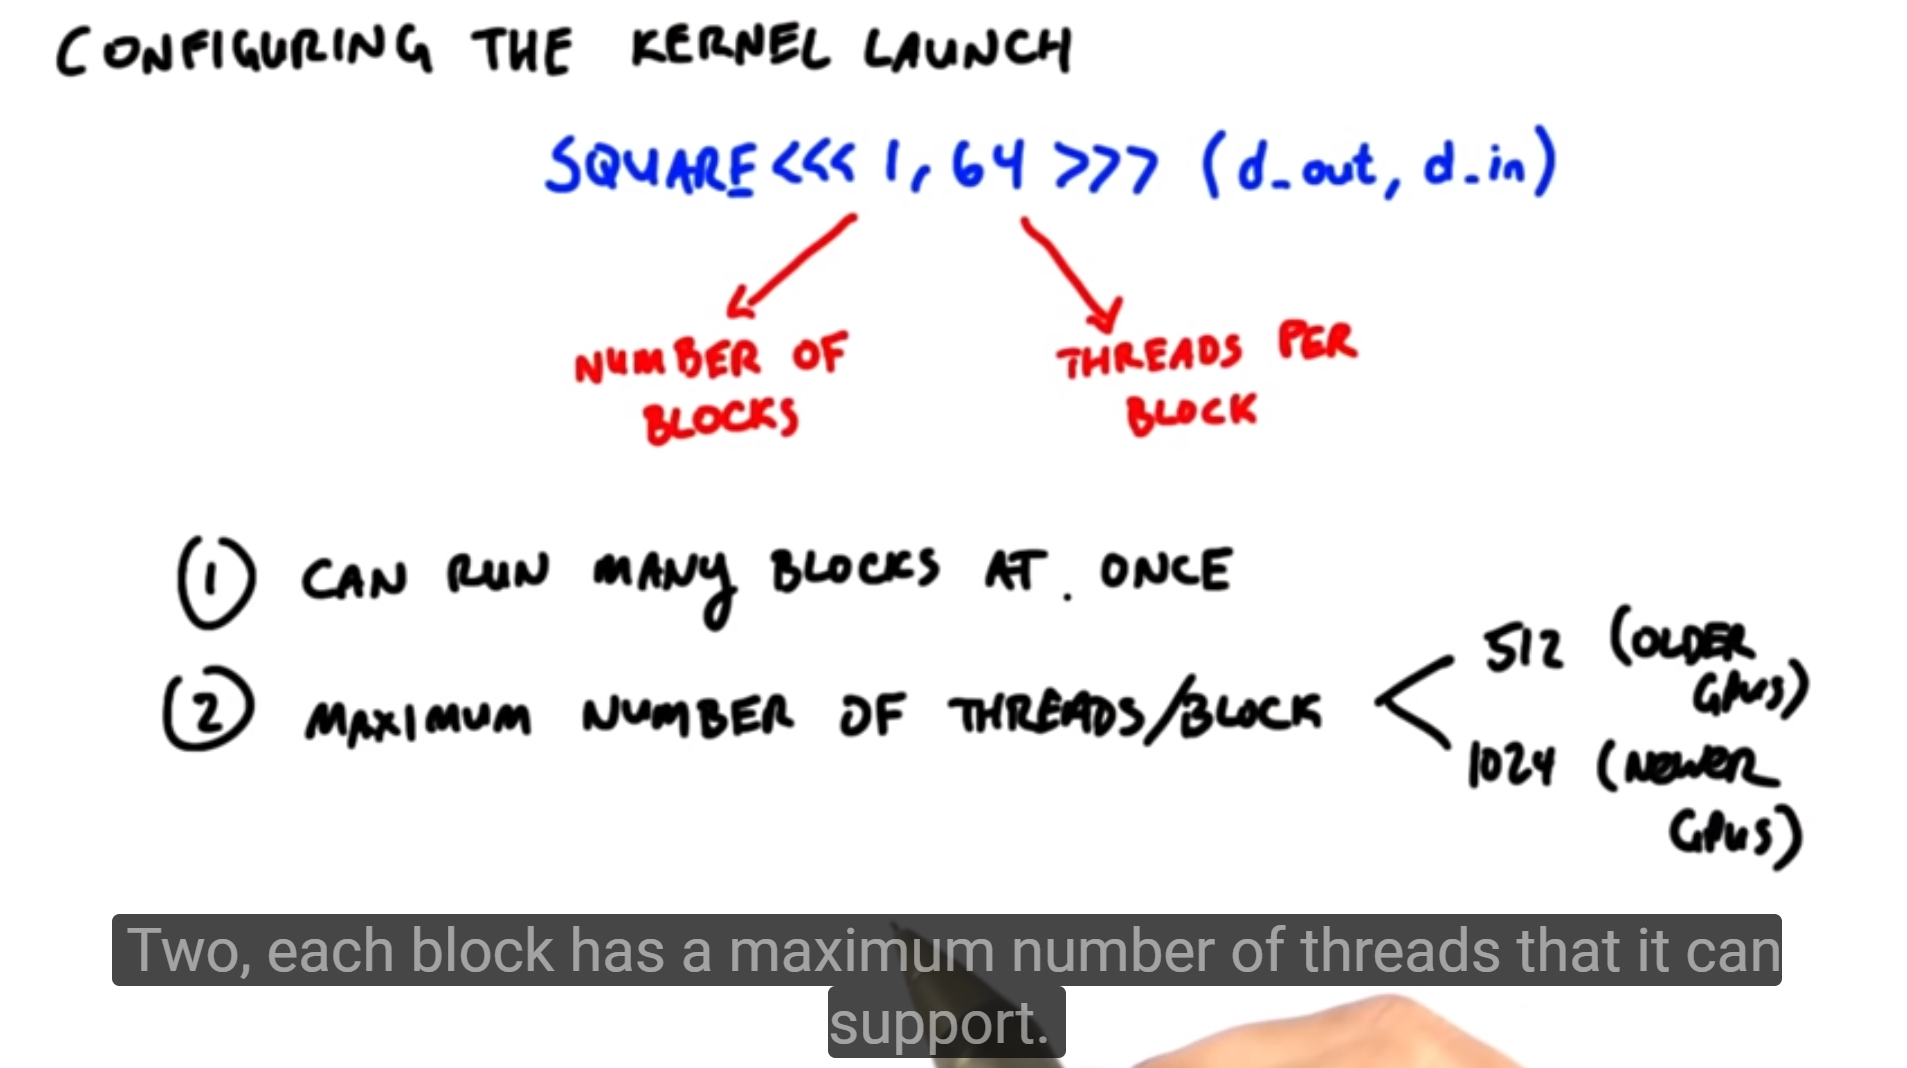 CONFIGURING THE KERNEL LAUNCH
SQUARE<<< 1, 64 >>> (d_out, d_in)
NUMBER OF
BLOCKS
THREADS PER
BLOCK
1 CAN RUN MANY BLOCKS AT. ONCE
2 MAXIMUM NUMBER OF THREADS/BLOCK
512 (OLDER
GPUS)
1024 (NEWER
GPUS)
Two, each block has a maximum number of threads that it can
support.